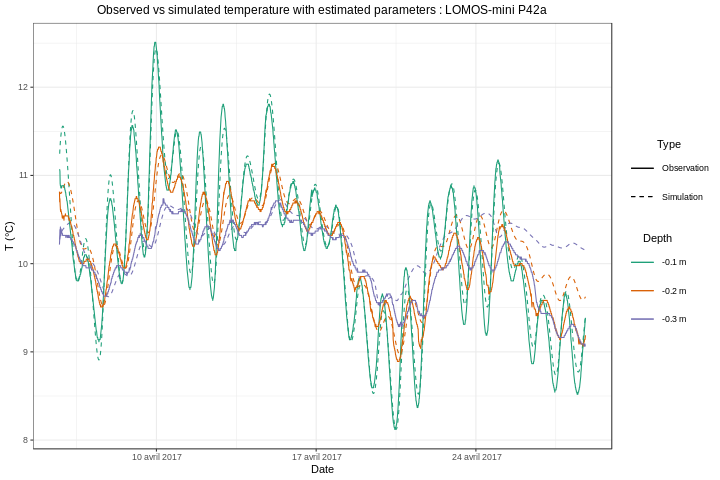 Observed vs simulated temperature with estimated parameters : LOMOS-mini P42a
T (°C)
12
11
10
9
8
10 avril 2017
17 avril 2017
24 avril 2017
Date
Type
Observation
Simulation
Depth
-0.1 m
-0.2 m
-0.3 m